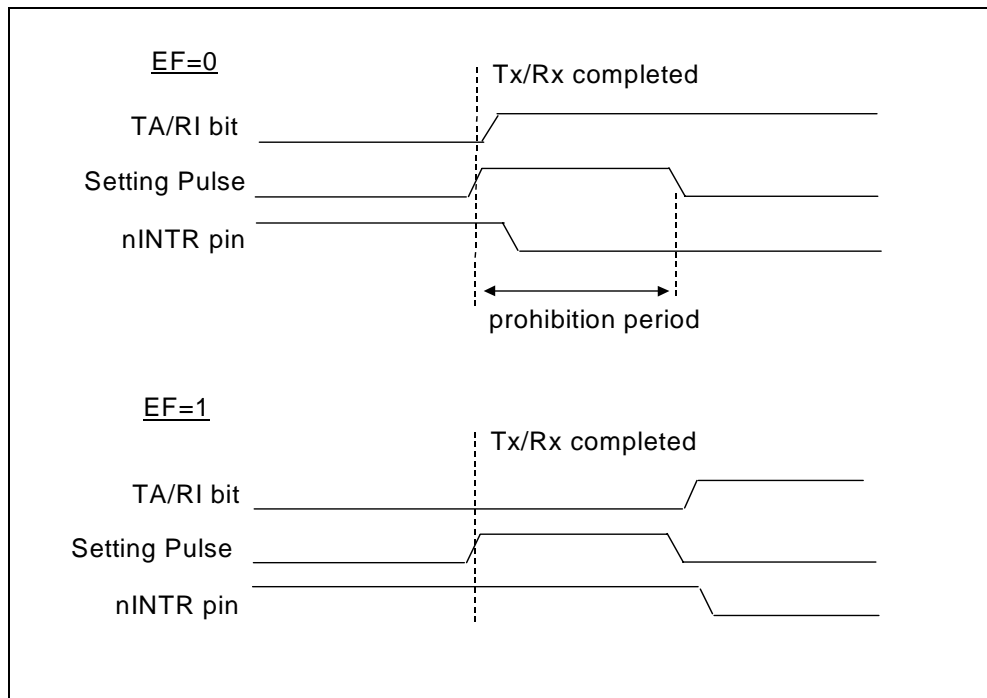 EF=0
Tx/Rx completed
TA/RI bit
Setting Pulse
nINTR pin
prohibition period
EF=1
Tx/Rx completed
TA/RI bit
Setting Pulse
nINTR pin